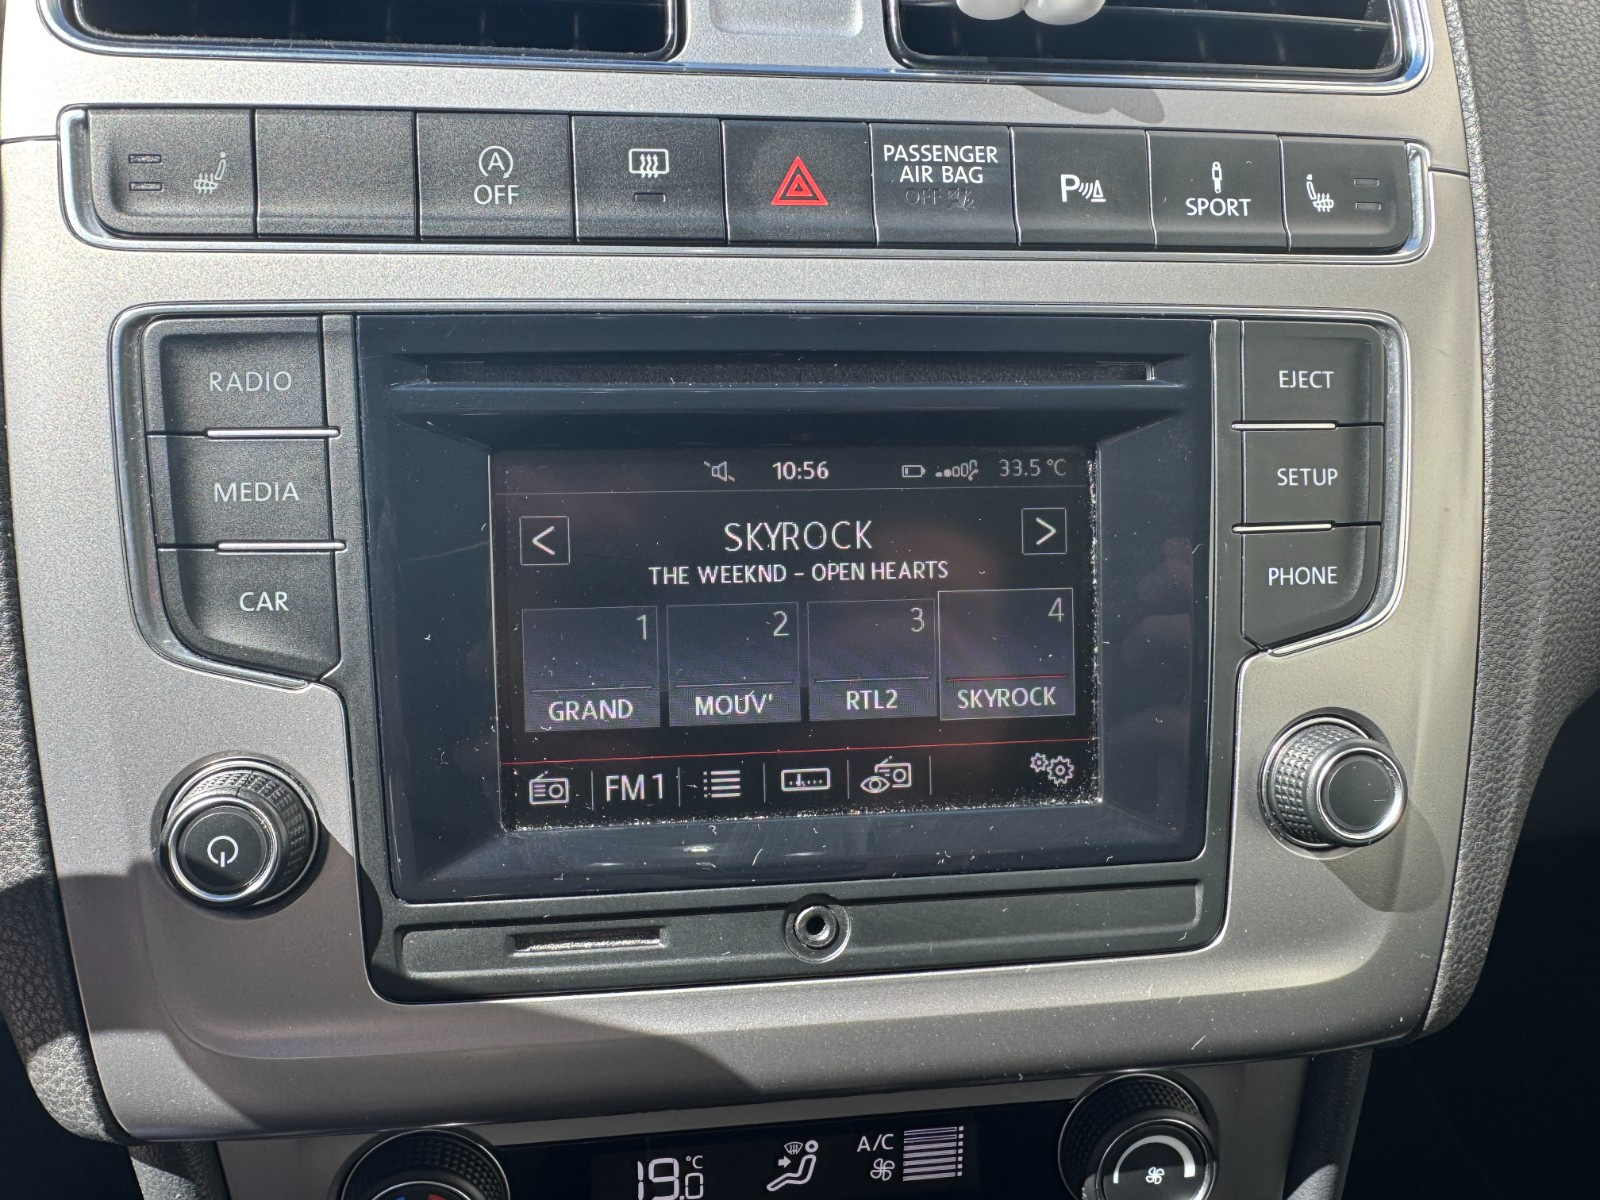 A
OFF
PASSENGER
AIR BAG
OFF
P
SPORT
RADIO
EJECT
MEDIA
SETUP
CAR
PHONE
10:56 33.5 °C
< SKYROCK >
THE WEEKND - OPEN HEARTS
1 2 3 4
GRAND MOUV' RTL2 SKYROCK
FM1
19.0 °C
A/C